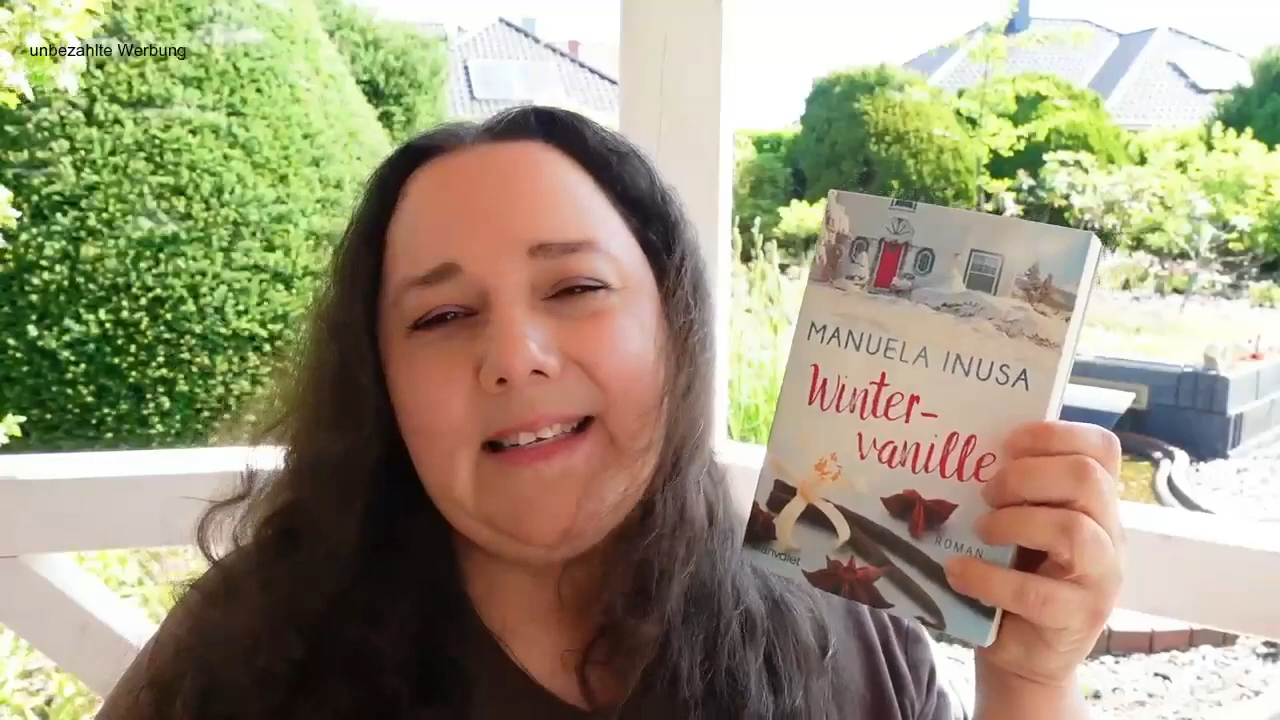 unbezahlte Werbung
MANUELA INUSA
Winter-
vanille
ROMAN